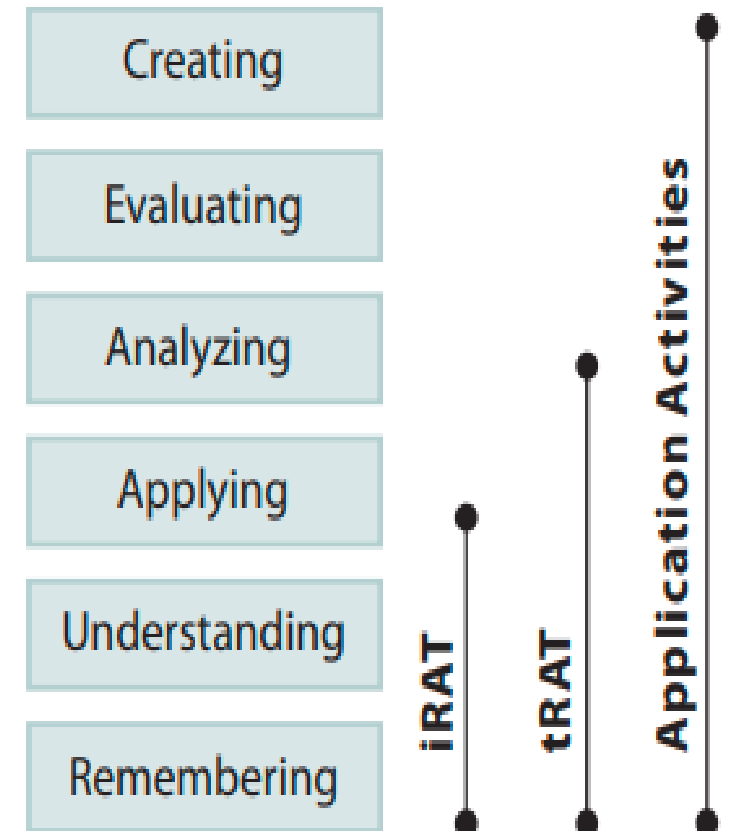 Creating
Evaluating
Analyzing
Applying
Understanding
Remembering
iRAT
tRAT
Application Activities